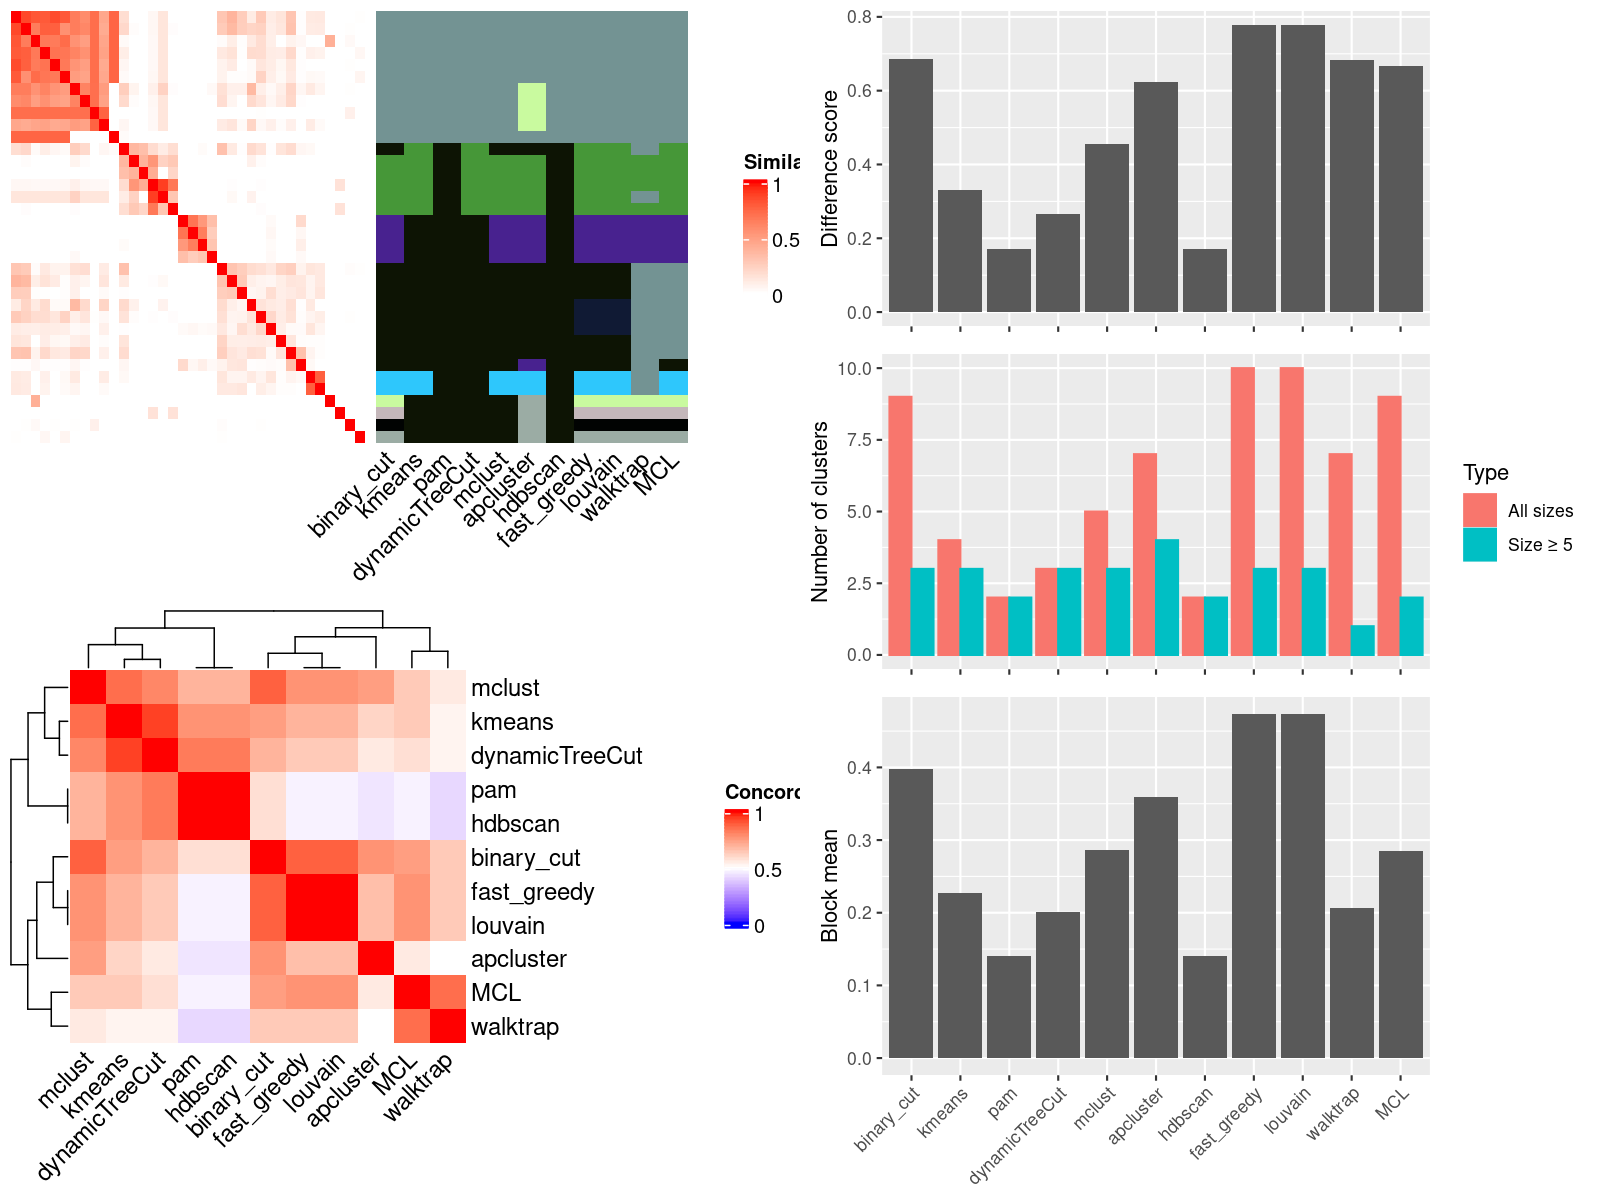 Simila
1
0.5
0
binary_cut
kmeans
pam
dynamicTreeCut
mclust
apcluster
hdbscan
fast_greedy
louvain
walktrap
MCL
mclust
kmeans
dynamicTreeCut
pam
hdbscan
binary_cut
fast_greedy
louvain
apcluster
MCL
walktrap
mclust
kmeans
dynamicTreeCut
pam
hdbscan
binary_cut
fast_greedy
louvain
apcluster
MCL
walktrap
Concord
1
0.5
0
Difference score
0.8
0.6
0.4
0.2
0.0
Number of clusters
10.0
7.5
5.0
2.5
0.0
Type
All sizes
Size ≥ 5
Block mean
0.4
0.3
0.2
0.1
0.0
binary_cut
kmeans
pam
dynamicTreeCut
mclust
apcluster
hdbscan
fast_greedy
louvain
walktrap
MCL